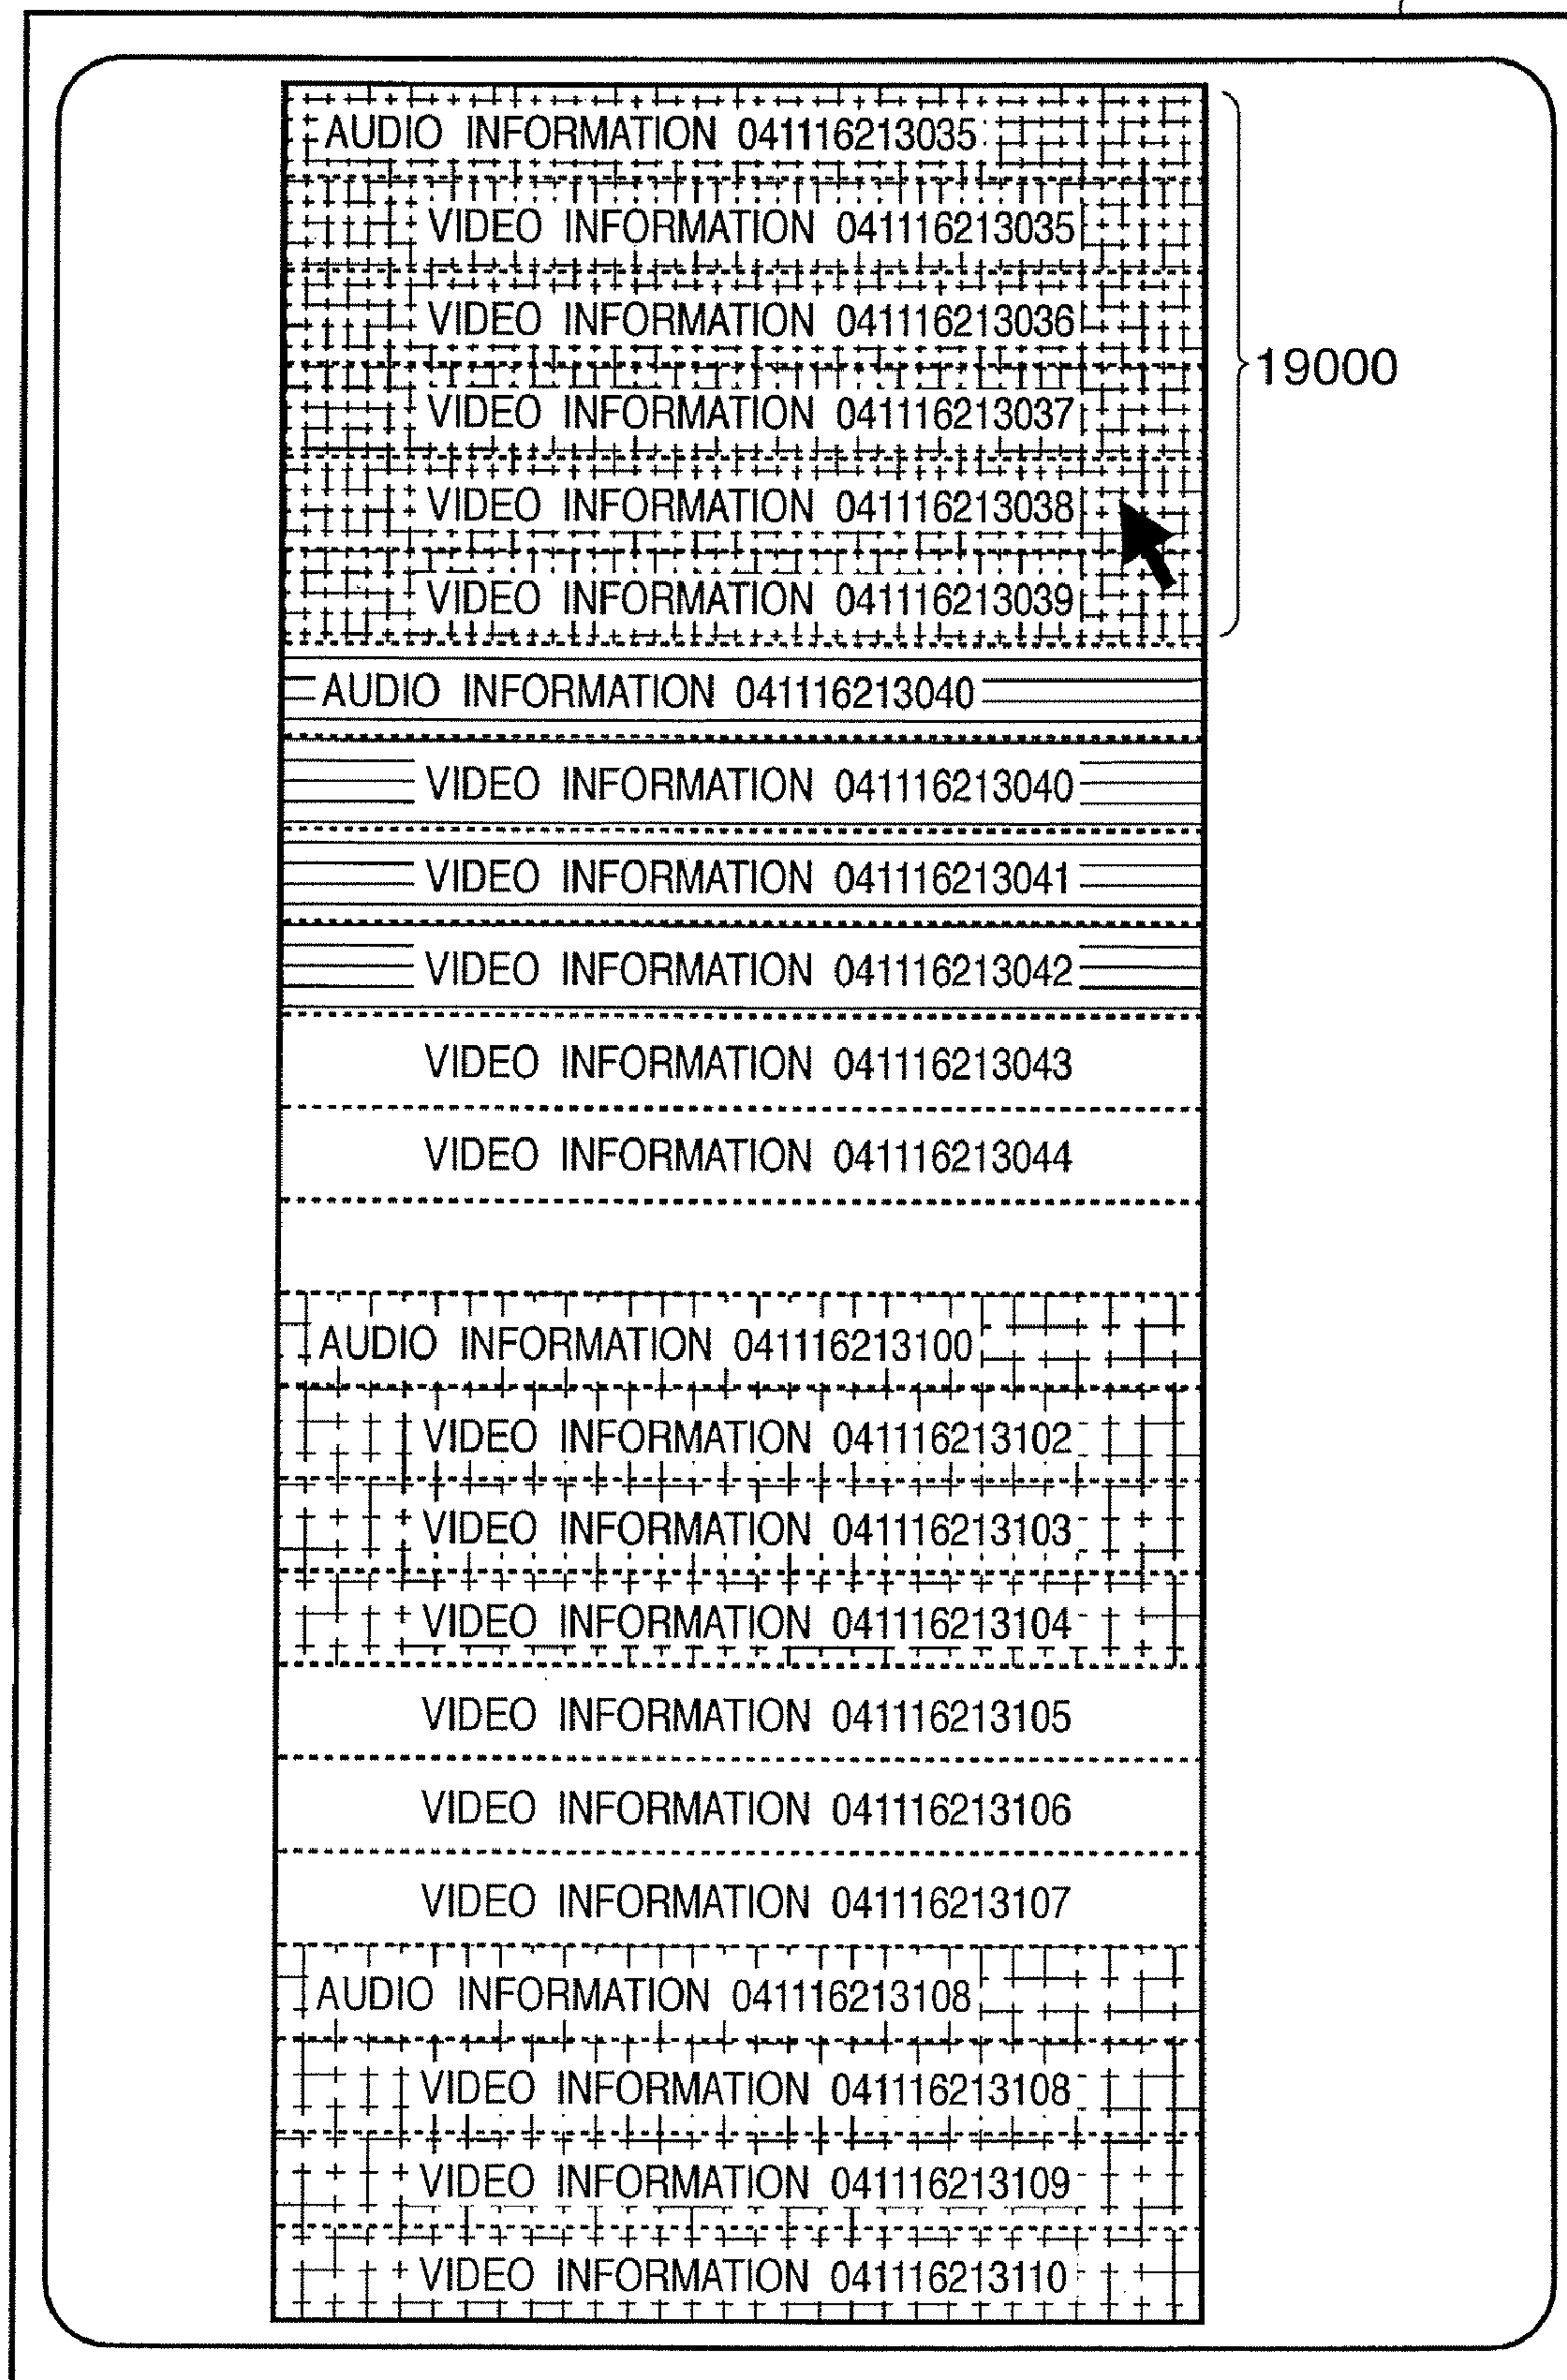 AUDIO INFORMATION 041116213035
VIDEO INFORMATION 041116213035
VIDEO INFORMATION 041116213036
19000
VIDEO INFORMATION 041116213037
VIDEO INFORMATION 041116213038
VIDEO INFORMATION 041116213039
AUDIO INFORMATION 041116213040
VIDEO INFORMATION 041116213040
VIDEO INFORMATION 041116213041
VIDEO INFORMATION 041116213042
VIDEO INFORMATION 041116213043
VIDEO INFORMATION 041116213044
AUDIO INFORMATION 041116213100
VIDEO INFORMATION 041116213102
VIDEO INFORMATION 041116213103
VIDEO INFORMATION 041116213104
VIDEO INFORMATION 041116213105
VIDEO INFORMATION 041116213106
VIDEO INFORMATION 041116213107
AUDIO INFORMATION 041116213108
VIDEO INFORMATION 041116213108
VIDEO INFORMATION 041116213109
VIDEO INFORMATION 041116213110